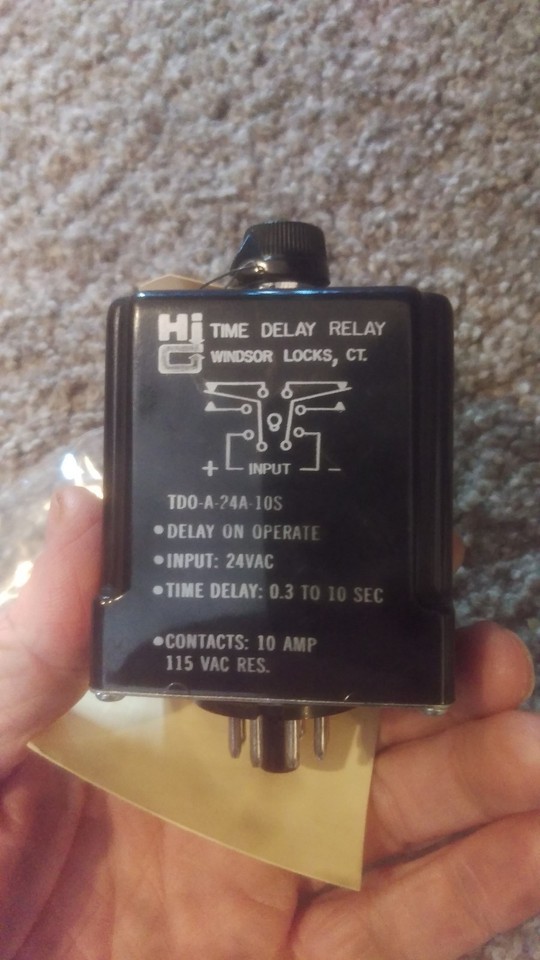 Hi TIME DELAY RELAY
G WINDSOR LOCKS, CT.
+ INPUT -
TDO-A-24A-10S
• DELAY ON OPERATE
• INPUT: 24VAC
• TIME DELAY: 0.3 TO 10 SEC
• CONTACTS: 10 AMP
115 VAC RES.